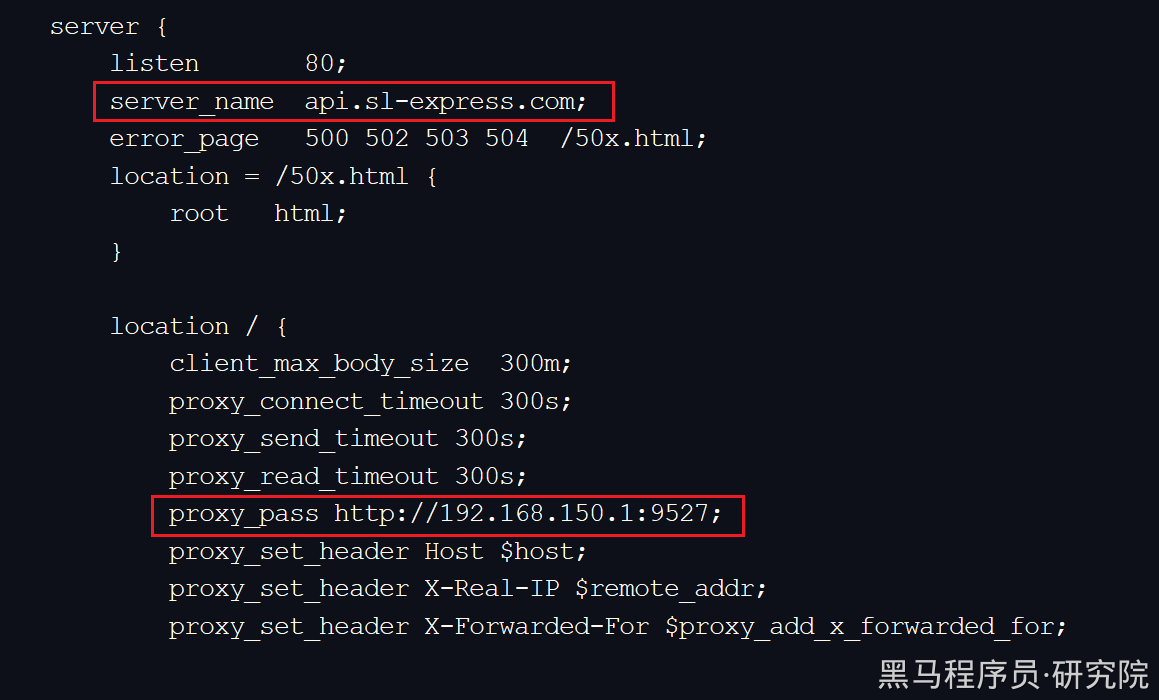 server {
    listen       80;
    server_name  api.sl-express.com;
    error_page   500 502 503 504  /50x.html;
    location = /50x.html {
        root   html;
    }

    location / {
        client_max_body_size  300m;
        proxy_connect_timeout 300s;
        proxy_send_timeout 300s;
        proxy_read_timeout 300s;
        proxy_pass http://192.168.150.1:9527;
        proxy_set_header Host $host;
        proxy_set_header X-Real-IP $remote_addr;
        proxy_set_header X-Forwarded-For $proxy_add_x_forwarded_for;
黑马程序员·研究院